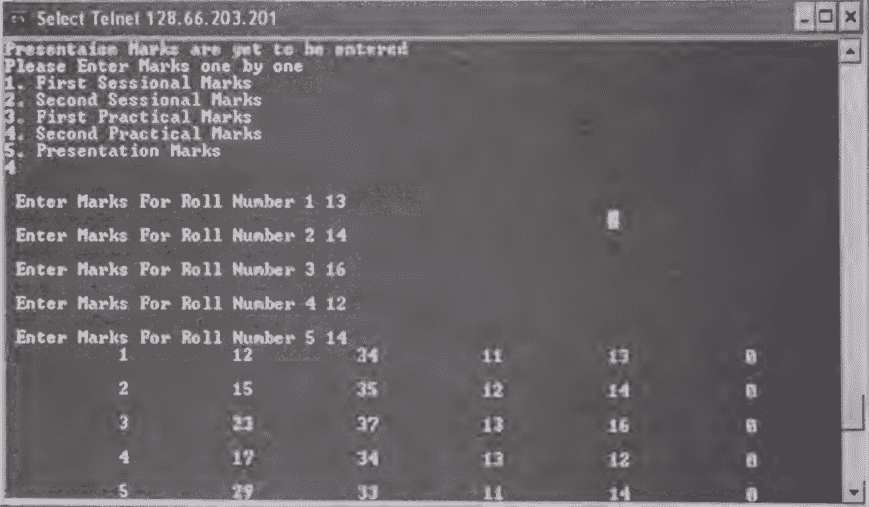 Select Telnet 128.66.203.201
Presentaion Marks are yet to be entered
Please Enter Marks one by one
1. First Sessional Marks
2. Second Sessional Marks
3. First Practical Marks
4. Second Practical Marks
5. Presentation Marks
4
Enter Marks For Roll Number 1 13
Enter Marks For Roll Number 2 14
Enter Marks For Roll Number 3 16
Enter Marks For Roll Number 4 12
Enter Marks For Roll Number 5 14
1 12 34 11 13 0
2 15 35 12 14 0
3 23 37 13 16 0
4 17 34 13 12 0
5 29 33 11 14 0